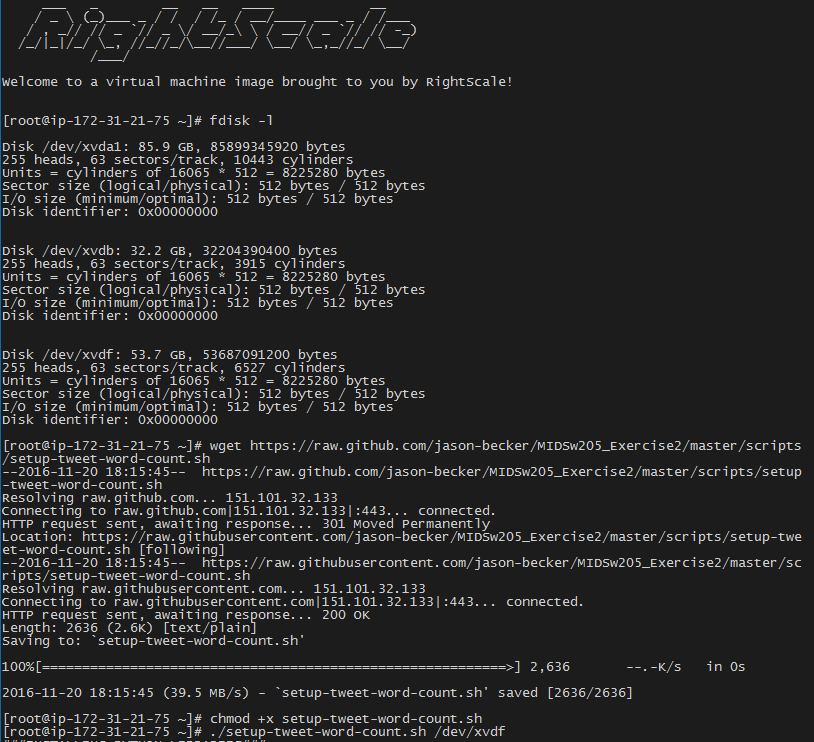 RightScale
Welcome to a virtual machine image brought to you by RightScale!
[root@ip-172-31-21-75 ~]# fdisk -l
Disk /dev/xvda1: 85.9 GB, 85899345920 bytes
255 heads, 63 sectors/track, 10443 cylinders
Units = cylinders of 16065 * 512 = 8225280 bytes
Sector size (logical/physical): 512 bytes / 512 bytes
I/O size (minimum/optimal): 512 bytes / 512 bytes
Disk identifier: 0x00000000
Disk /dev/xvdb: 32.2 GB, 32204390400 bytes
255 heads, 63 sectors/track, 3915 cylinders
Units = cylinders of 16065 * 512 = 8225280 bytes
Sector size (logical/physical): 512 bytes / 512 bytes
I/O size (minimum/optimal): 512 bytes / 512 bytes
Disk identifier: 0x00000000
Disk /dev/xvdf: 53.7 GB, 53687091200 bytes
255 heads, 63 sectors/track, 6527 cylinders
Units = cylinders of 16065 * 512 = 8225280 bytes
Sector size (logical/physical): 512 bytes / 512 bytes
I/O size (minimum/optimal): 512 bytes / 512 bytes
Disk identifier: 0x00000000
[root@ip-172-31-21-75 ~]# wget https://raw.github.com/jason-becker/MIDSw205_Exercise2/master/scripts
/setup-tweet-word-count.sh
--2016-11-20 18:15:45--  https://raw.github.com/jason-becker/MIDSw205_Exercise2/master/scripts/setup
-tweet-word-count.sh
Resolving raw.github.com... 151.101.32.133
Connecting to raw.github.com|151.101.32.133|:443... connected.
HTTP request sent, awaiting response... 301 Moved Permanently
Location: https://raw.githubusercontent.com/jason-becker/MIDSw205_Exercise2/master/scripts/setup-twe
et-word-count.sh [following]
--2016-11-20 18:15:45--  https://raw.githubusercontent.com/jason-becker/MIDSw205_Exercise2/master/sc
ripts/setup-tweet-word-count.sh
Resolving raw.githubusercontent.com... 151.101.32.133
Connecting to raw.githubusercontent.com|151.101.32.133|:443... connected.
HTTP request sent, awaiting response... 200 OK
Length: 2636 (2.6K) [text/plain]
Saving to: `setup-tweet-word-count.sh'
100%[==========================================================>] 2,636       --.-K/s   in 0s
2016-11-20 18:15:45 (39.5 MB/s) - `setup-tweet-word-count.sh' saved [2636/2636]
[root@ip-172-31-21-75 ~]# chmod +x setup-tweet-word-count.sh
[root@ip-172-31-21-75 ~]# ./setup-tweet-word-count.sh /dev/xvdf